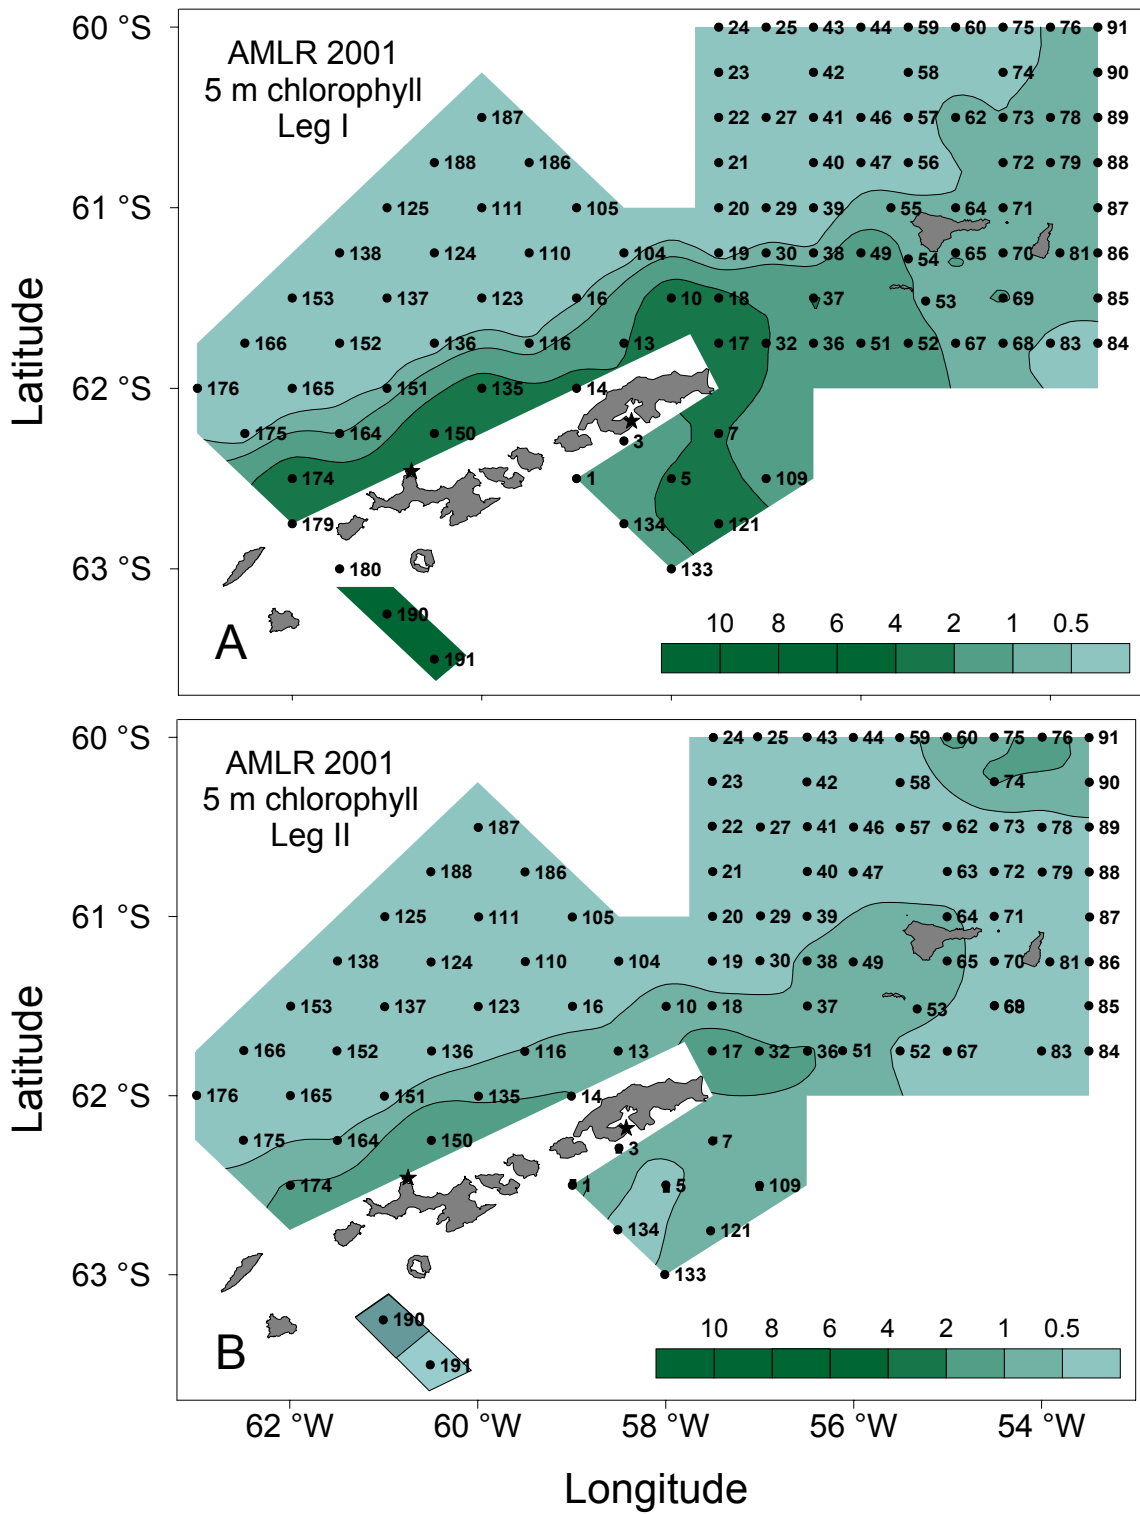 60 °S
24 25 43 44 59 60 75 76 91
AMLR 2001
5 m chlorophyll
Leg I
23 42 58 74 90
187 22 27 41 46 57 62 73 78 89
188 186 21 40 47 56 72 79 88
61 °S
125 111 105 20 29 39 55 64 71 87
138 124 110 104 19 30 38 49 54 65 70 81 86
153 137 123 16 10 18 37 53 69 85
166 152 136 116 13 17 32 36 51 52 67 68 83 84
62 °S
176 165 151 135 14
175 164 150 3 7
174 1 5 109
179 134 121
63 °S
180 133
190
191
A
10 8 6 4 2 1 0.5
Latitude
60 °S
24 25 43 44 59 60 75 76 91
AMLR 2001
5 m chlorophyll
Leg II
23 42 58 74 90
187 22 27 41 46 57 62 73 78 89
188 186 21 40 47 63 72 79 88
61 °S
125 111 105 20 29 39 64 71 87
138 124 110 104 19 30 38 49 65 70 81 86
153 137 123 16 10 18 37 53 85
166 152 136 116 13 17 32 36 51 52 67 83 84
62 °S
176 165 151 135 14
175 164 150 3 7
174 1 5 109
134 121
63 °S
133
190
191
B
10 8 6 4 2 1 0.5
Latitude
62 °W 60 °W 58 °W 56 °W 54 °W
Longitude